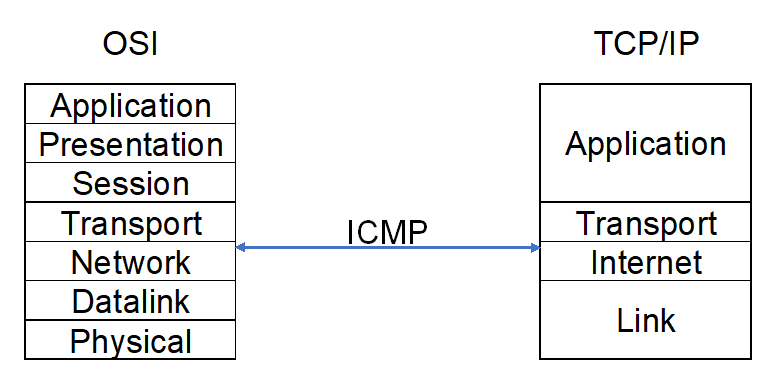 OSI
TCP/IP
Application
Presentation
Session
Transport
Network
Datalink
Physical
ICMP
Application
Transport
Internet
Link